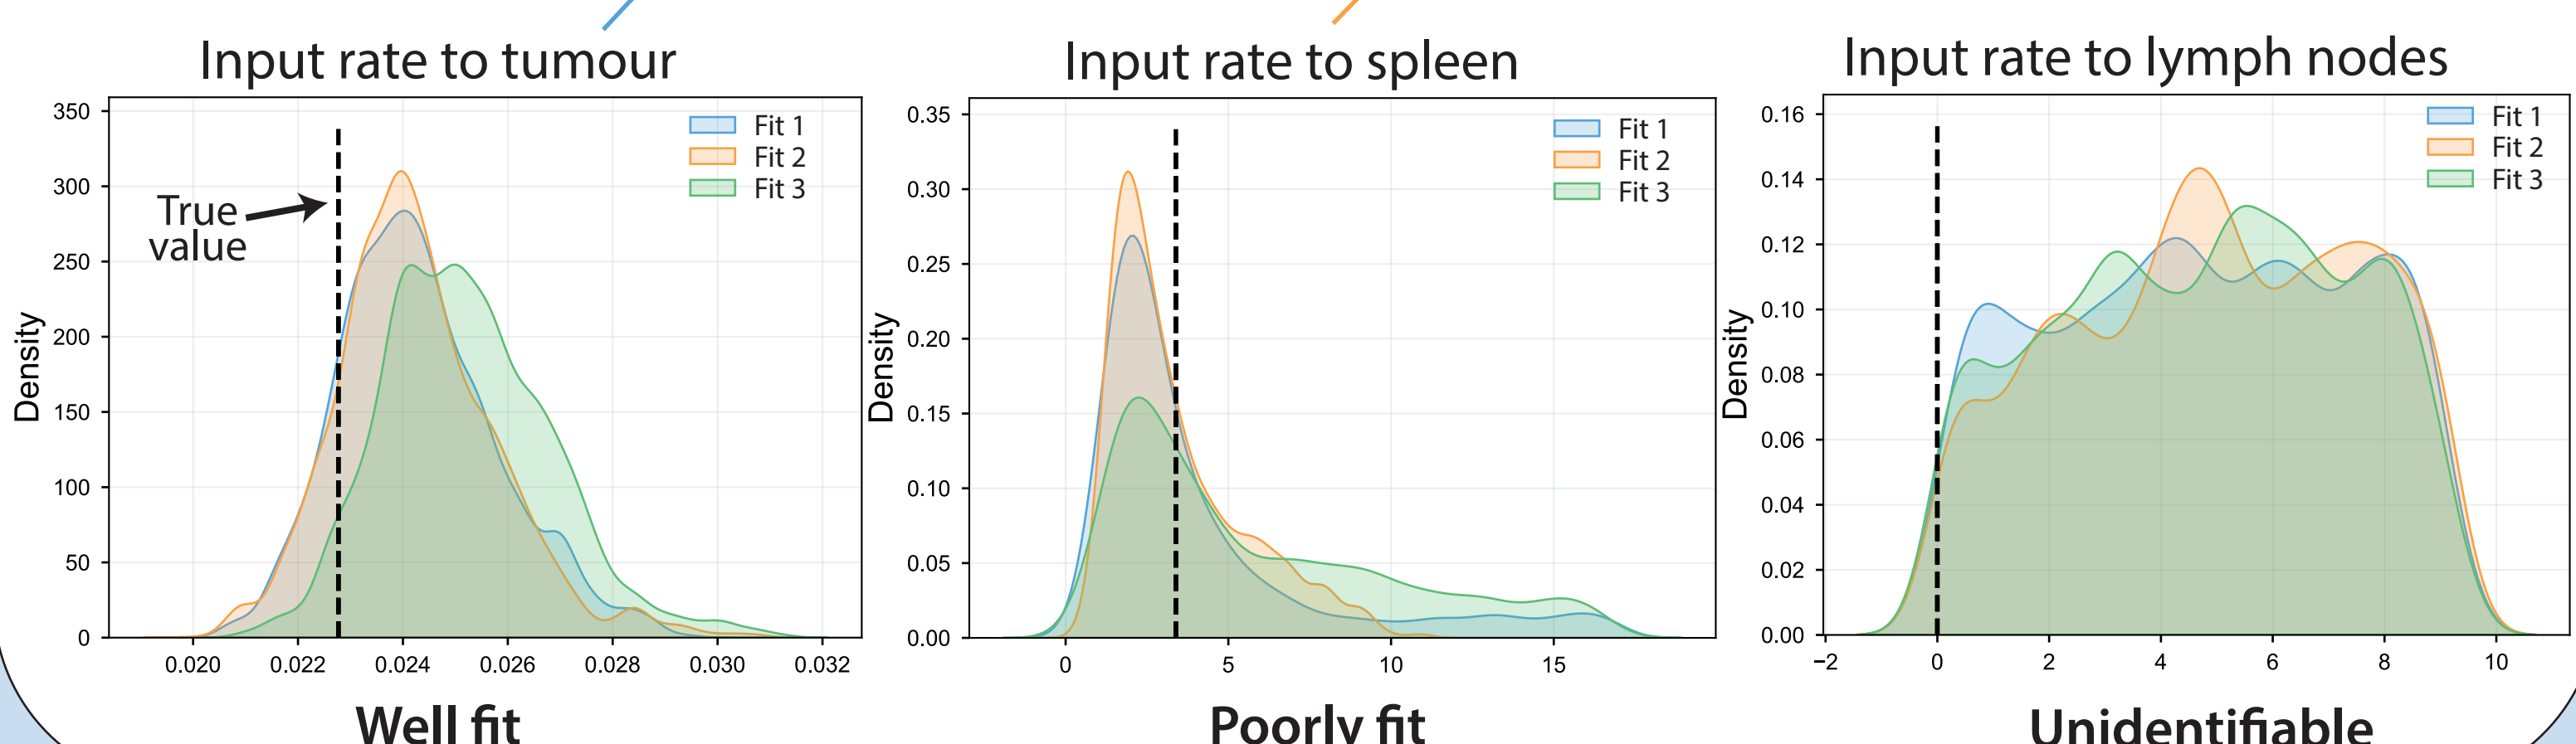 Input rate to tumour
350
300
250
200
150
100
50
0
Density
True
value
Fit 1
Fit 2
Fit 3
0.020 0.022 0.024 0.026 0.028 0.030 0.032
Well fit
Input rate to spleen
0.35
0.30
0.25
0.20
0.15
0.10
0.05
0.00
Density
Fit 1
Fit 2
Fit 3
0 5 10 15
Poorly fit
Input rate to lymph nodes
0.16
0.14
0.12
0.10
0.08
0.06
0.04
0.02
0.00
Density
Fit 1
Fit 2
Fit 3
−2 0 2 4 6 8 10
Unidentifiable